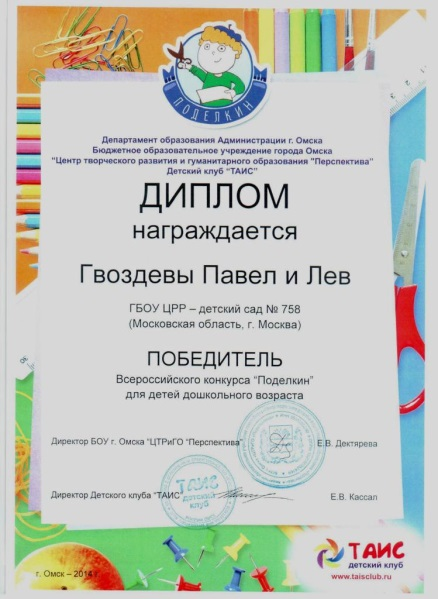 ПОДЕЛКИН
Департамент образования Администрации г. Омска
Бюджетное образовательное учреждение города Омска
"Центр творческого развития и гуманитарного образования "Перспектива"
Детский клуб "ТАИС"
ДИПЛОМ
награждается
Гвоздевы Павел и Лев
ГБОУ ЦРР – детский сад № 758
(Московская область, г. Москва)
ПОБЕДИТЕЛЬ
Всероссийского конкурса "Поделкин"
для детей дошкольного возраста
Директор БОУ г. Омска "ЦТРиГО "Перспектива" Е.В. Дектярева
ТАИС
детский
клуб
Директор Детского клуба "ТАИС" Е.В. Кассап
г. Омск – 2014 г.
ТАИС
детский клуб
www.taisclub.ru